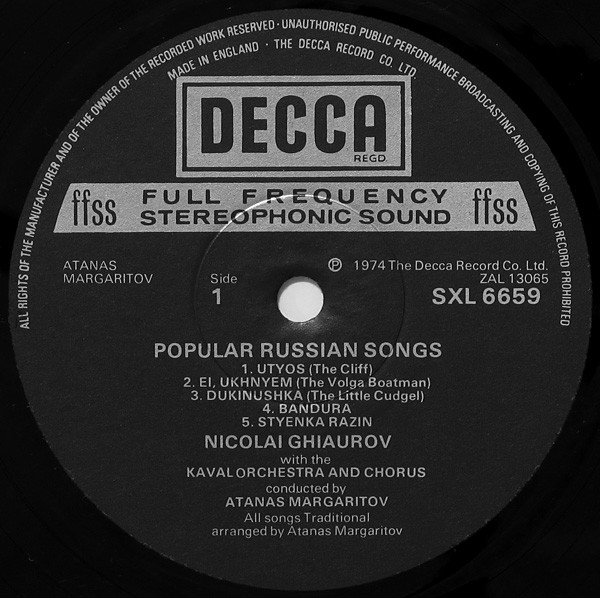 ALL RIGHTS OF THE MANUFACTURER AND OF THE OWNER OF THE RECORDED WORK RESERVED · UNAUTHORISED PUBLIC PERFORMANCE BROADCASTING AND COPYING OF THIS RECORD PROHIBITED
MADE IN ENGLAND · THE DECCA RECORD CO. LTD.
DECCA
REGD.
ffss FULL FREQUENCY ffss
STEREOPHONIC SOUND
ATANAS
MARGARITOV
Side
1
Ⓟ 1974 The Decca Record Co. Ltd.
ZAL 13065
SXL 6659
POPULAR RUSSIAN SONGS
1. UTYOS (The Cliff)
2. EI, UKHNYEM (The Volga Boatman)
3. DUKINUSHKA (The Little Cudgel)
4. BANDURA
5. STYENKA RAZIN
NICOLAI GHIAUROV
with the
KAVAL ORCHESTRA AND CHORUS
conducted by
ATANAS MARGARITOV
All songs Traditional
arranged by Atanas Margaritov